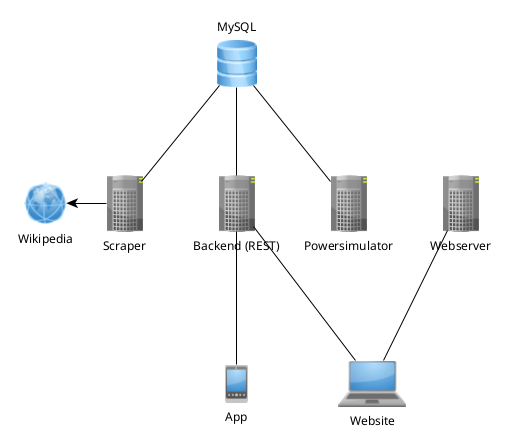 MySQL
Wikipedia
Scraper
Backend (REST)
Powersimulator
Webserver
App
Website